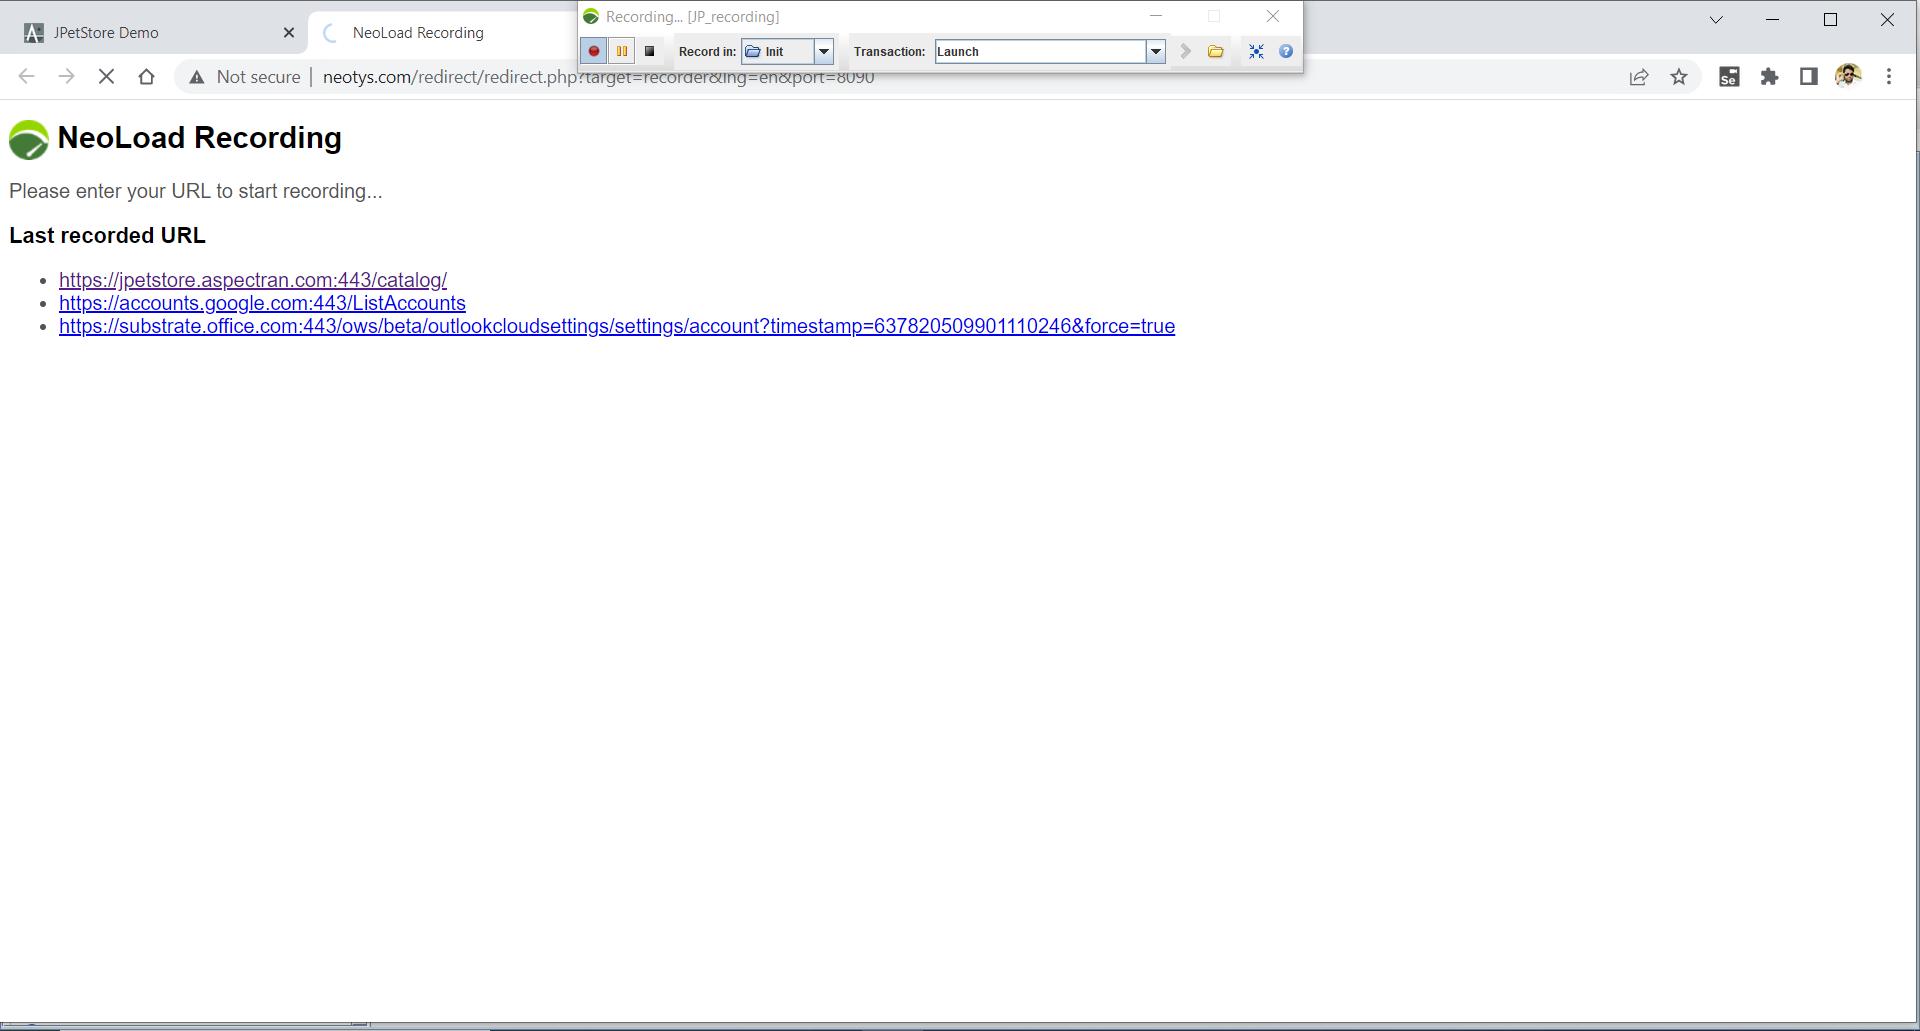 Recording... [JP_recording]
JPetStore Demo
NeoLoad Recording
Record in: Init Transaction: Launch
Not secure neotys.com/redirect/redirect.php?target=recorder&lng=en&port=8090
Se
NeoLoad Recording
Please enter your URL to start recording...
Last recorded URL
https://jpetstore.aspectran.com:443/catalog/
https://accounts.google.com:443/ListAccounts
https://substrate.office.com:443/ows/beta/outlookcloudsettings/settings/account?timestamp=637820509901110246&force=true